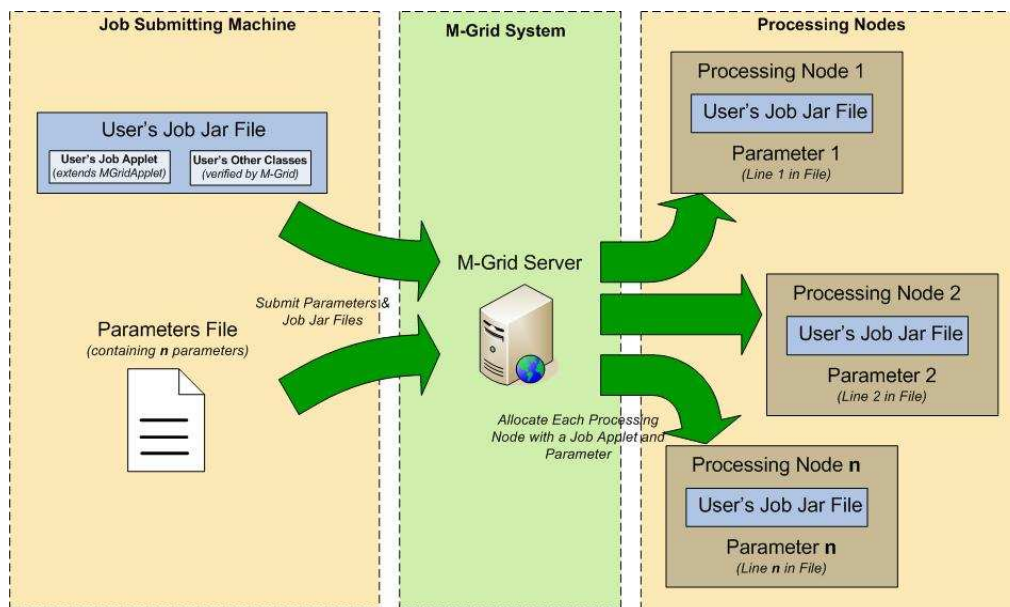 Job Submitting Machine
User's Job Jar File
User's Job Applet
(extends MGridApplet)
User's Other Classes
(verified by M-Grid)
Parameters File
(containing n parameters)
Submit Parameters &
Job Jar Files
M-Grid System
M-Grid Server
Allocate Each Processing
Node with a Job Applet and
Parameter
Processing Nodes
Processing Node 1
User's Job Jar File
Parameter 1
(Line 1 in File)
Processing Node 2
User's Job Jar File
Parameter 2
(Line 2 in File)
Processing Node n
User's Job Jar File
Parameter n
(Line n in File)